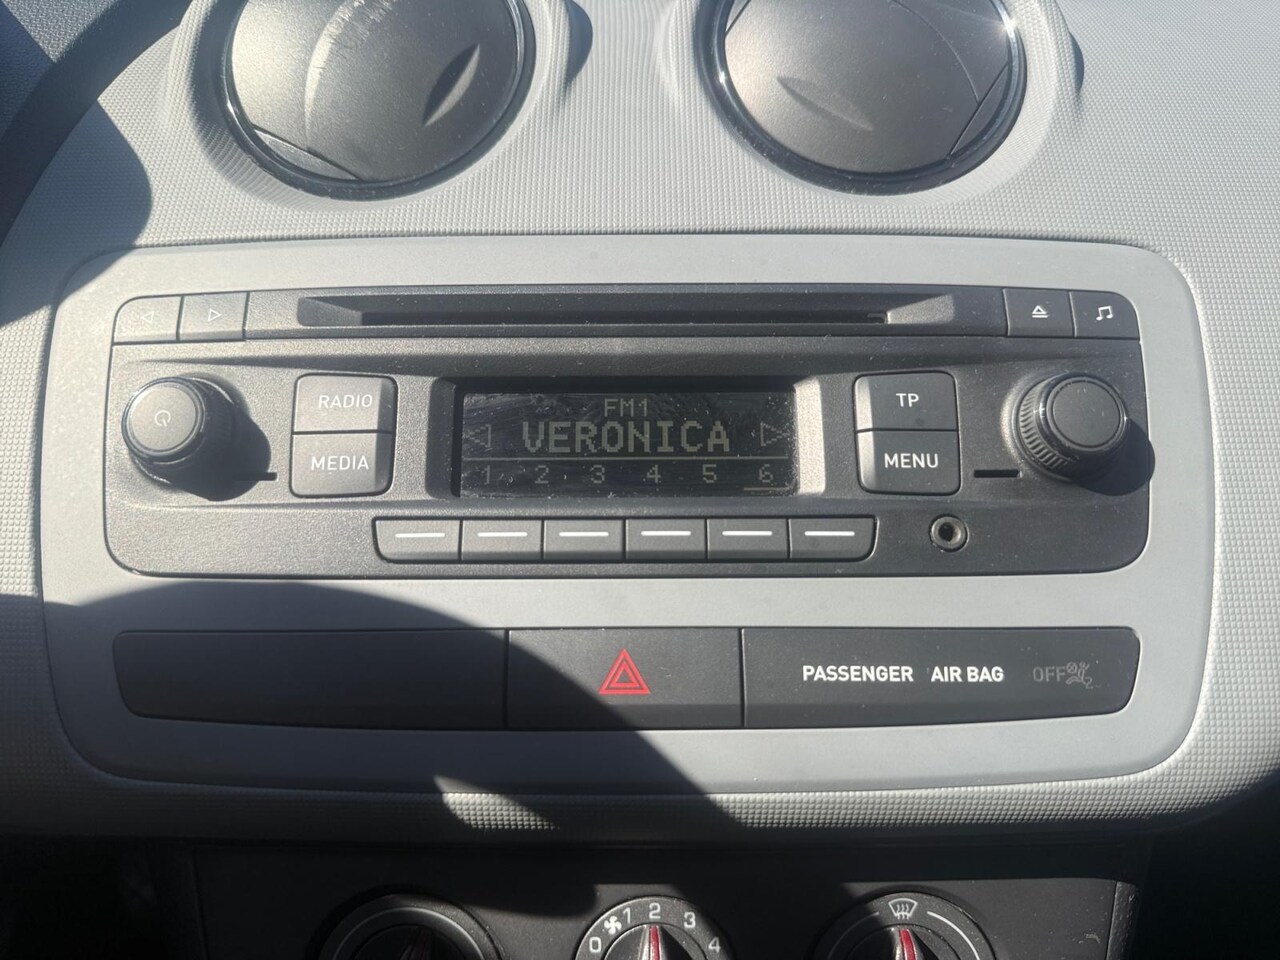 RADIO
MEDIA
FM1
VERONICA
1 2 3 4 5 6
TP
MENU
PASSENGER AIR BAG OFF
0 1 2 3 4